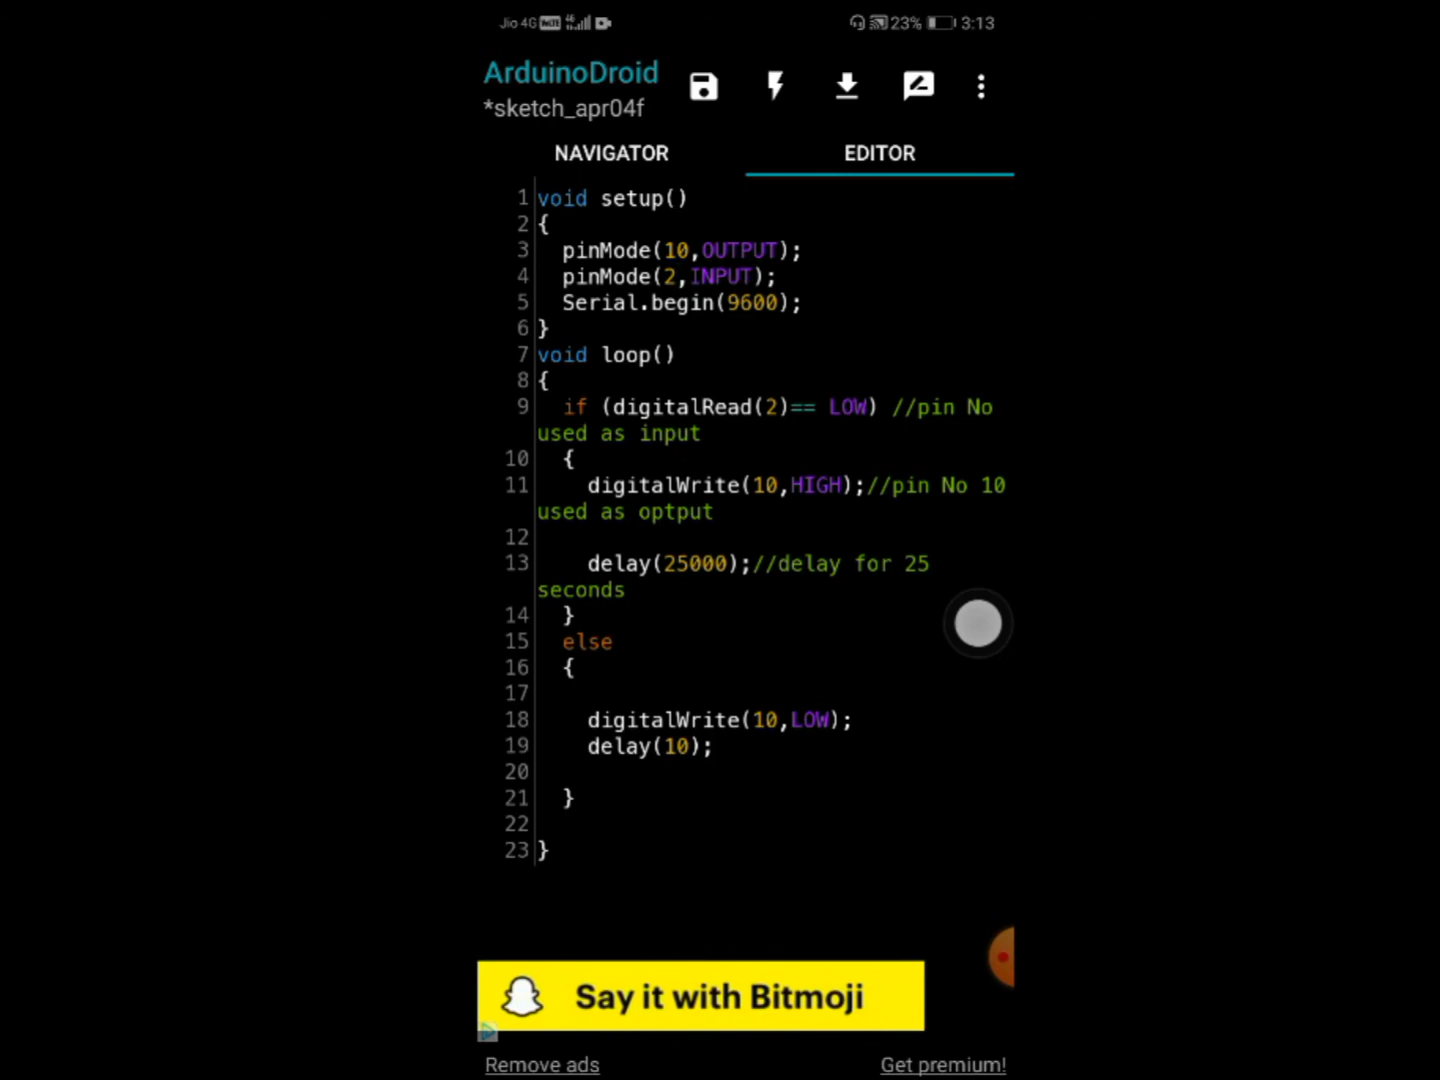 Jio 4G VoLTE 4G 23% 3:13
ArduinoDroid
*sketch_apr04f
NAVIGATOR EDITOR
1 void setup()
2 {
3 pinMode(10,OUTPUT);
4 pinMode(2,INPUT);
5 Serial.begin(9600);
6 }
7 void loop()
8 {
9 if (digitalRead(2)== LOW) //pin No
used as input
10 {
11 digitalWrite(10,HIGH);//pin No 10
used as optput
12
13 delay(25000);//delay for 25
seconds
14 }
15 else
16 {
17
18 digitalWrite(10,LOW);
19 delay(10);
20
21 }
22
23 }
Say it with Bitmoji
Remove ads Get premium!